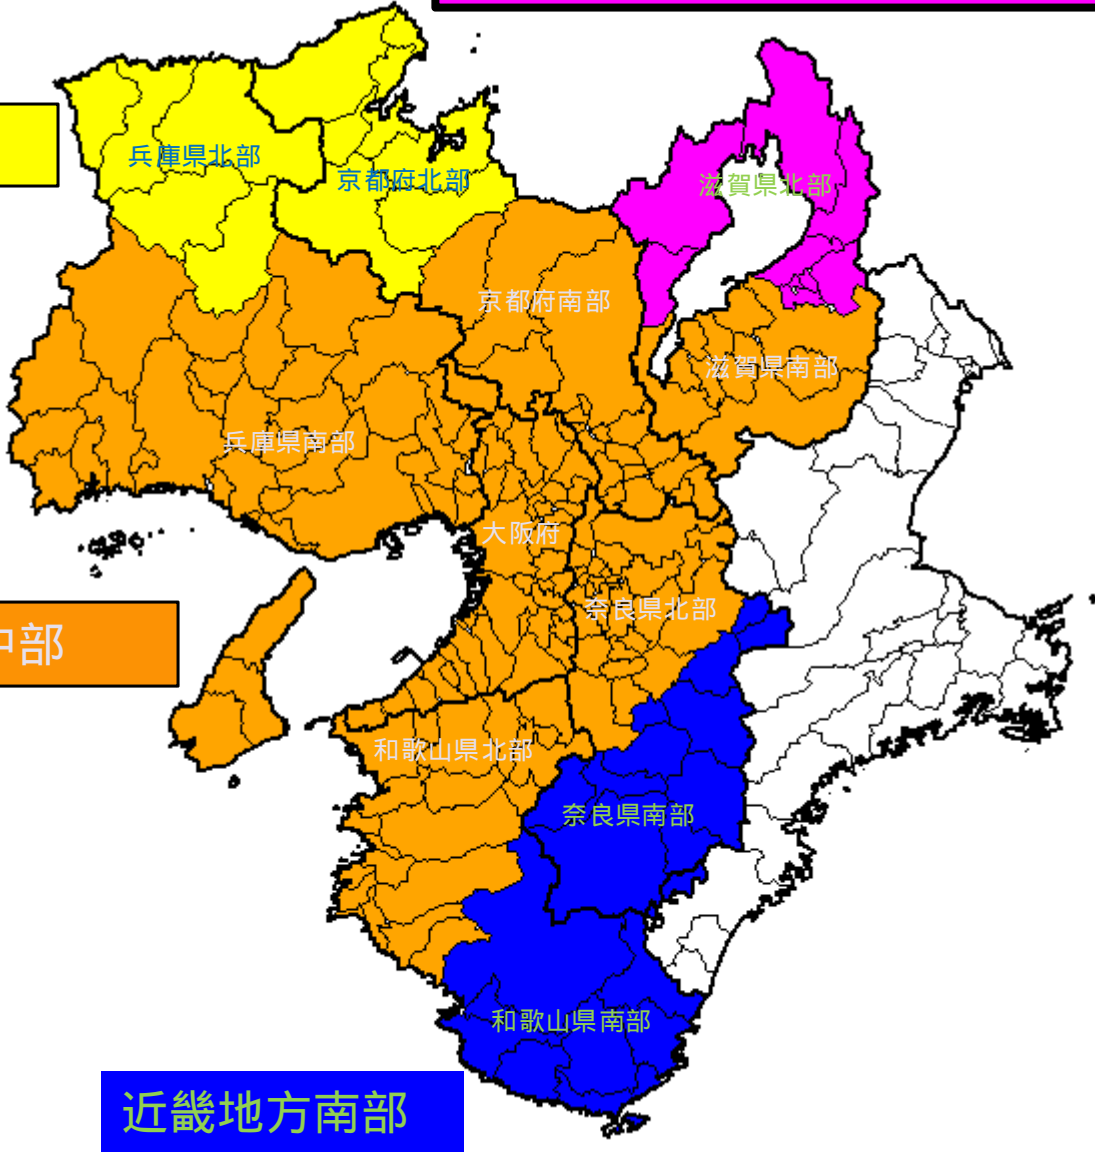 兵庫県北部
京都府北部
滋賀県北部
京都府南部
滋賀県南部
兵庫県南部
大阪府
奈良県北部
中部
和歌山県北部
奈良県南部
和歌山県南部
近畿地方南部